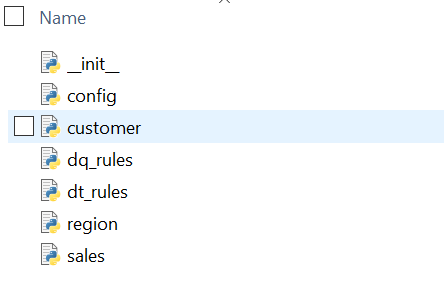 Name
__init__
config
customer
dq_rules
dt_rules
region
sales